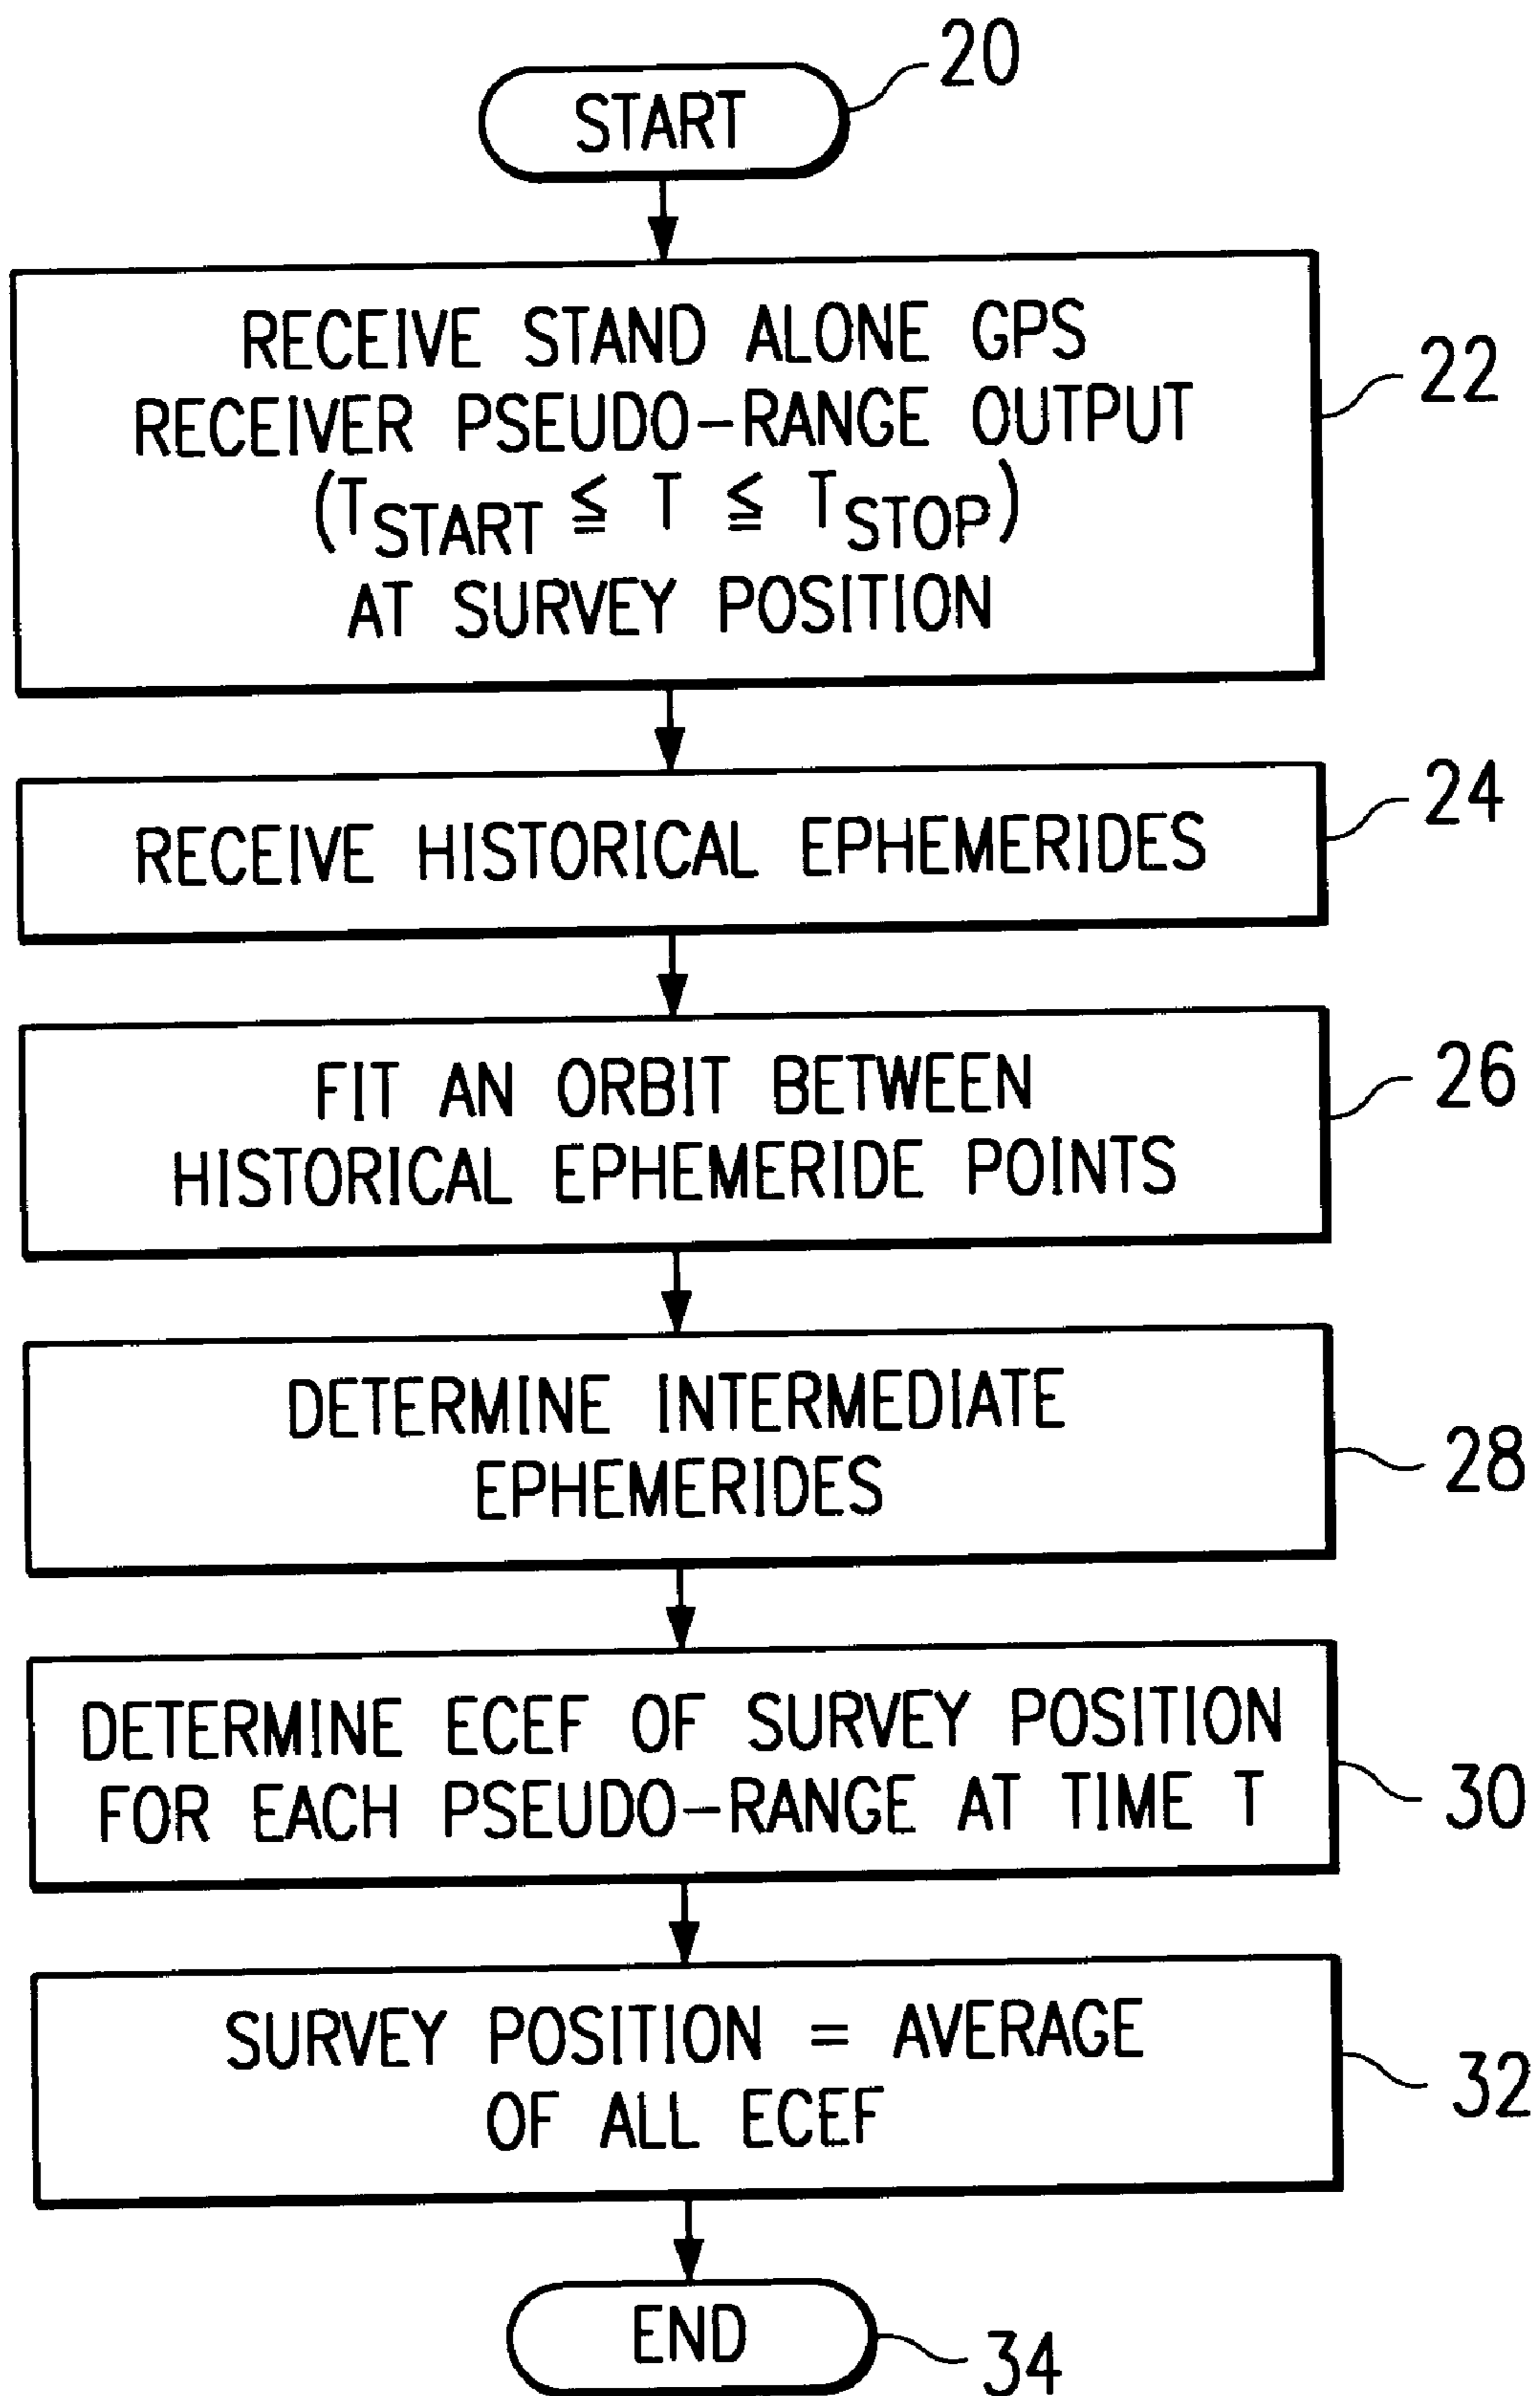 START
20
RECEIVE STAND ALONE GPS
RECEIVER PSEUDO-RANGE OUTPUT
(TSTART ≦ T ≦ TSTOP)
AT SURVEY POSITION
22
RECEIVE HISTORICAL EPHEMERIDES
24
FIT AN ORBIT BETWEEN
HISTORICAL EPHEMERIDE POINTS
26
DETERMINE INTERMEDIATE
EPHEMERIDES
28
DETERMINE ECEF OF SURVEY POSITION
FOR EACH PSEUDO-RANGE AT TIME T
30
SURVEY POSITION = AVERAGE
OF ALL ECEF
32
END
34